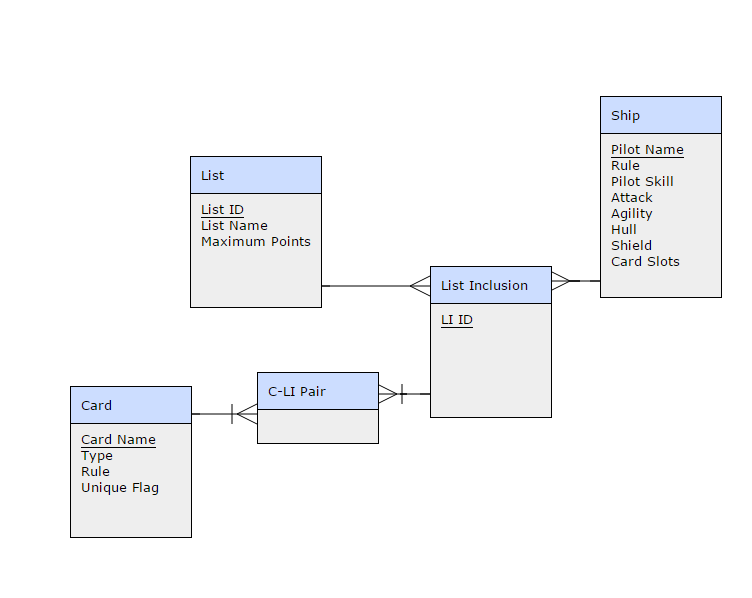 Ship
Pilot Name
Rule
Pilot Skill
Attack
Agility
Hull
Shield
Card Slots
List
List ID
List Name
Maximum Points
List Inclusion
LI ID
C-LI Pair
Card
Card Name
Type
Rule
Unique Flag